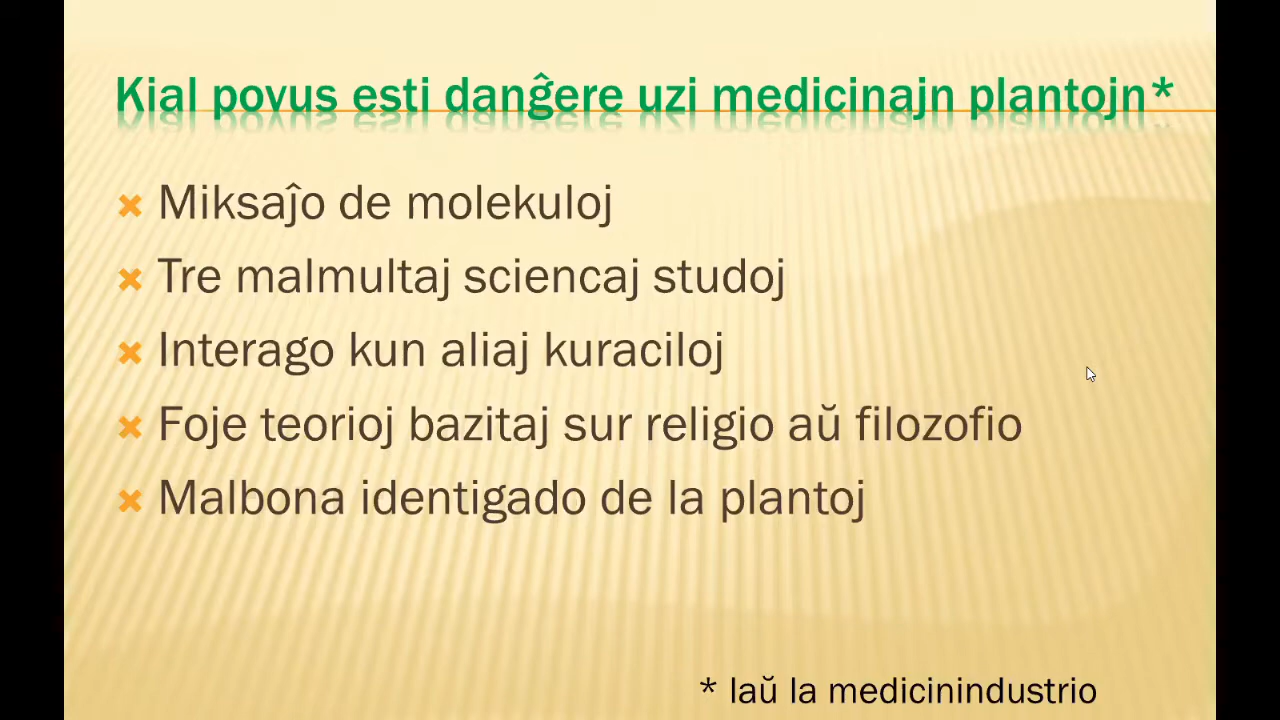 Kial povus esti danĝere uzi medicinajn plantojn*
Miksaĵo de molekuloj
Tre malmultaj sciencaj studoj
Interago kun aliaj kuraciloj
Foje teorioj bazitaj sur religio aŭ filozofio
Malbona identigado de la plantoj
* laŭ la medicinindustrio